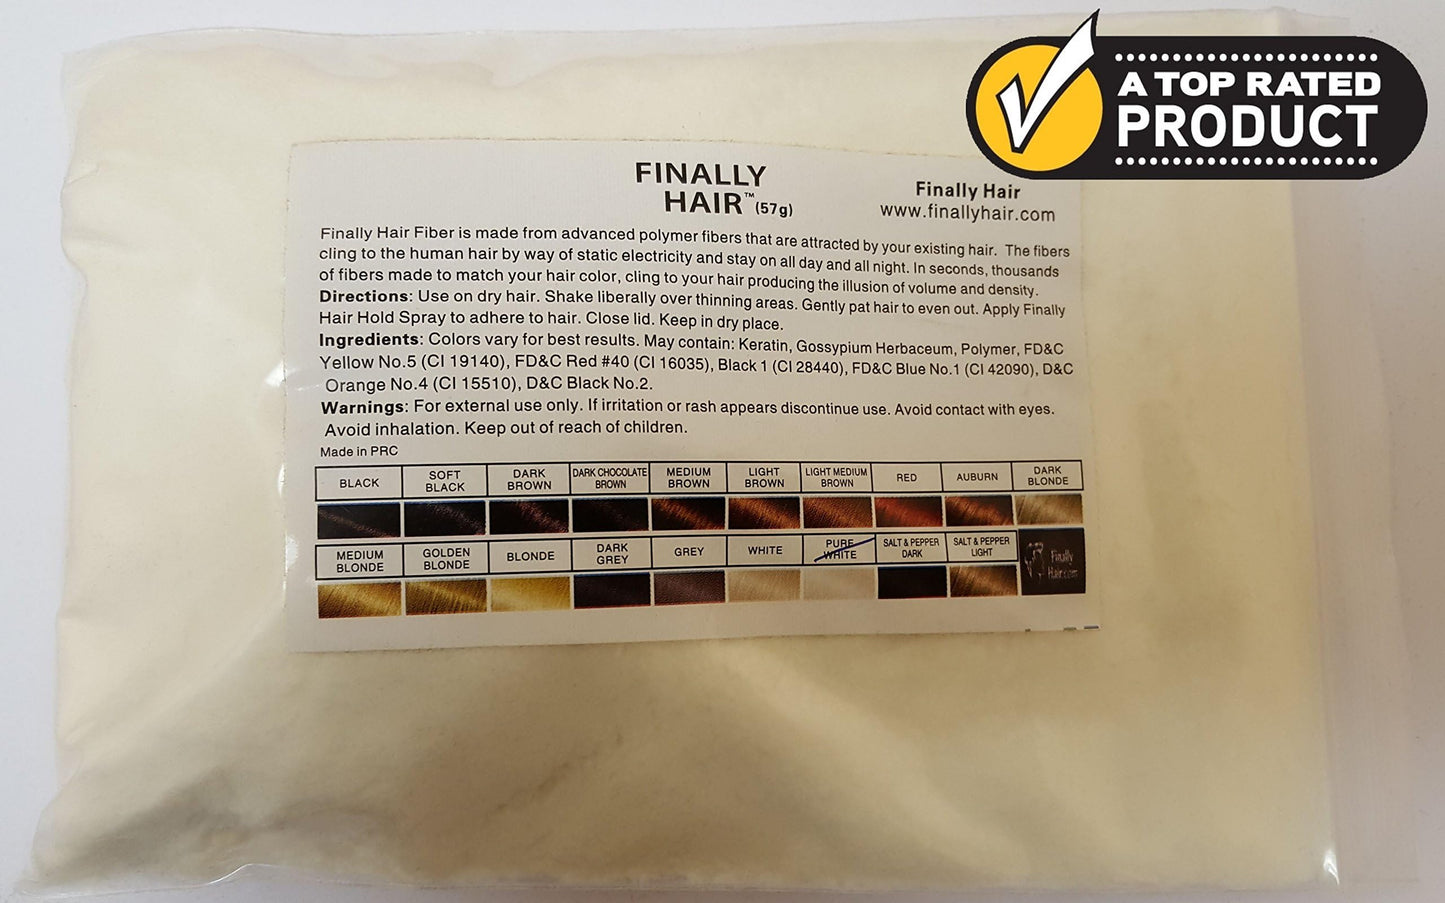 A TOP RATED
PRODUCT
FINALLY
HAIR™ (57g)
Finally Hair
www.finallyhair.com
Finally Hair Fiber is made from advanced polymer fibers that are attracted by your existing hair. The fibers
cling to the human hair by way of static electricity and stay on all day and all night. In seconds, thousands
of fibers made to match your hair color, cling to your hair producing the illusion of volume and density.
Directions: Use on dry hair. Shake liberally over thinning areas. Gently pat hair to even out. Apply Finally
Hair Hold Spray to adhere to hair. Close lid. Keep in dry place.
Ingredients: Colors vary for best results. May contain: Keratin, Gossypium Herbaceum, Polymer, FD&C
Yellow No.5 (CI 19140), FD&C Red #40 (CI 16035), Black 1 (CI 28440), FD&C Blue No.1 (CI 42090), D&C
Orange No.4 (CI 15510), D&C Black No.2.
Warnings: For external use only. If irritation or rash appears discontinue use. Avoid contact with eyes.
Avoid inhalation. Keep out of reach of children.
Made in PRC
BLACK
SOFT
BLACK
DARK
BROWN
DARK CHOCOLATE
BROWN
MEDIUM
BROWN
LIGHT
BROWN
LIGHT MEDIUM
BROWN
RED
AUBURN
DARK
BLONDE
MEDIUM
BLONDE
GOLDEN
BLONDE
BLONDE
DARK
GREY
GREY
WHITE
PURE
WHITE
SALT & PEPPER
DARK
SALT & PEPPER
LIGHT
Finally
Hair.com